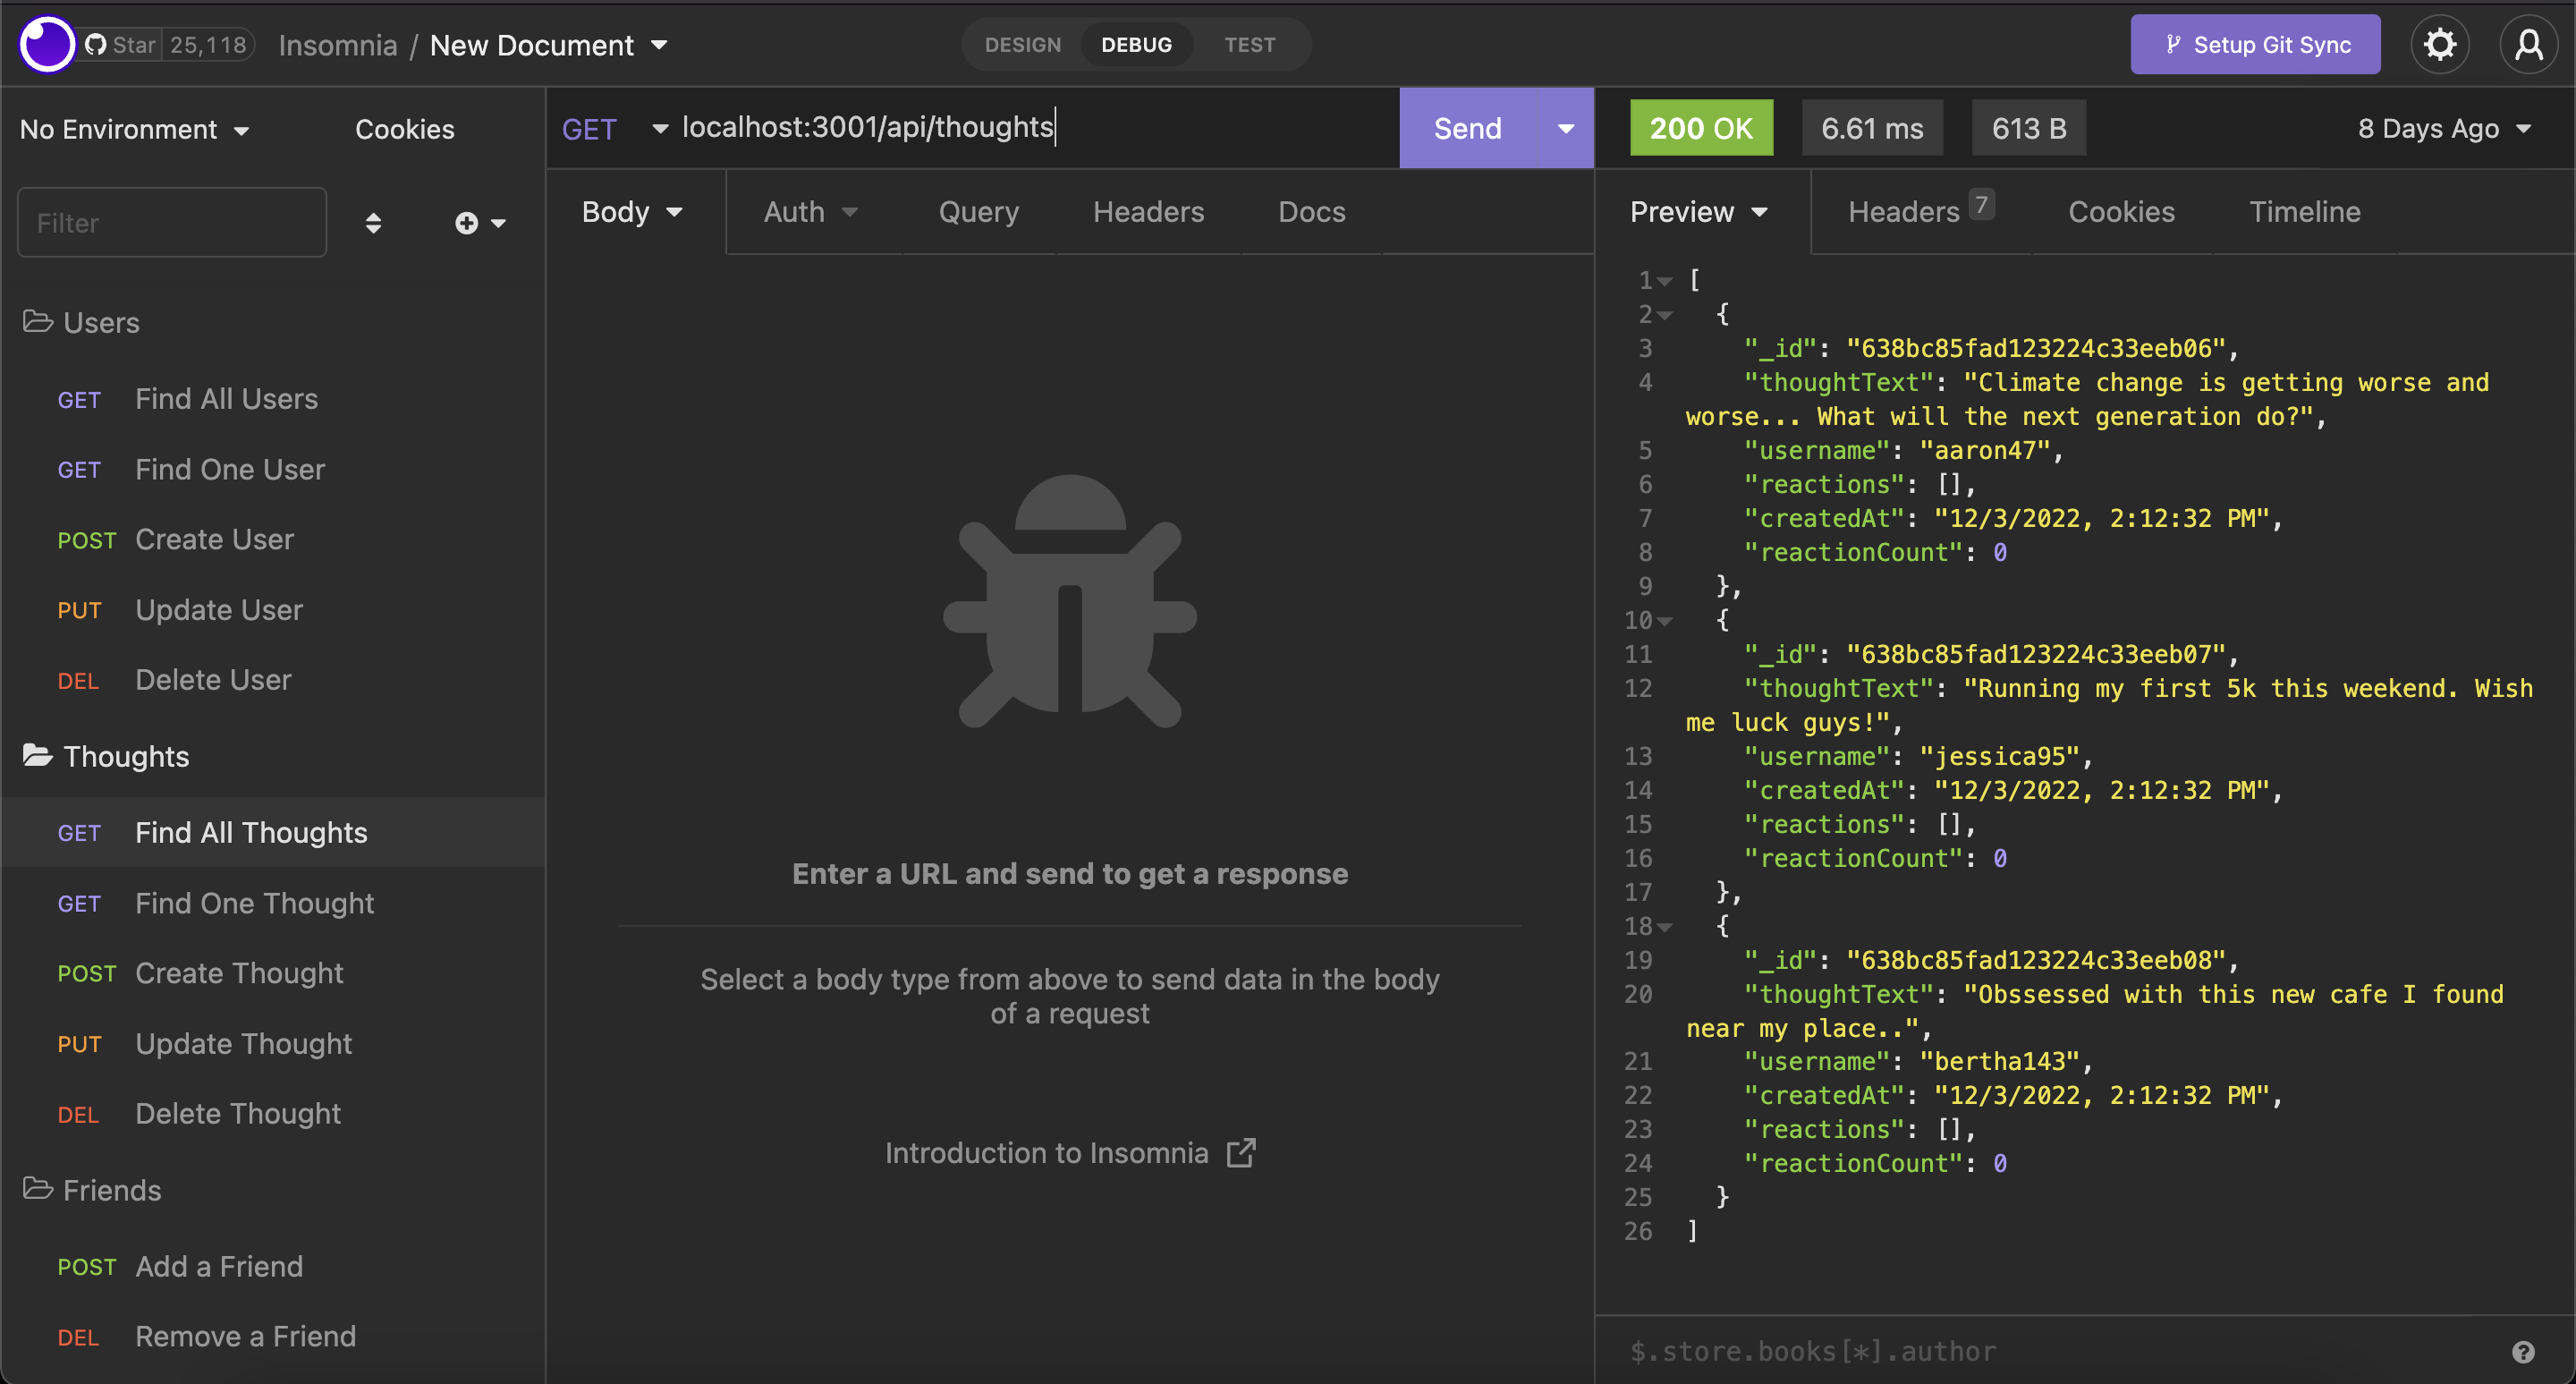 Star 25,118 Insomnia / New Document DESIGN DEBUG TEST Setup Git Sync
No Environment Cookies
Filter
Users
GET Find All Users
GET Find One User
POST Create User
PUT Update User
DEL Delete User
Thoughts
GET Find All Thoughts
GET Find One Thought
POST Create Thought
PUT Update Thought
DEL Delete Thought
Friends
POST Add a Friend
DEL Remove a Friend
GET localhost:3001/api/thoughts Send
Body Auth Query Headers Docs
Enter a URL and send to get a response
Select a body type from above to send data in the body
of a request
Introduction to Insomnia
200 OK 6.61 ms 613 B 8 Days Ago
Preview Headers 7 Cookies Timeline
1 [
2 {
3 "_id": "638bc85fad123224c33eeb06",
4 "thoughtText": "Climate change is getting worse and
worse... What will the next generation do?",
5 "username": "aaron47",
6 "reactions": [],
7 "createdAt": "12/3/2022, 2:12:32 PM",
8 "reactionCount": 0
9 },
10 {
11 "_id": "638bc85fad123224c33eeb07",
12 "thoughtText": "Running my first 5k this weekend. Wish
me luck guys!",
13 "username": "jessica95",
14 "createdAt": "12/3/2022, 2:12:32 PM",
15 "reactions": [],
16 "reactionCount": 0
17 },
18 {
19 "_id": "638bc85fad123224c33eeb08",
20 "thoughtText": "Obssessed with this new cafe I found
near my place..",
21 "username": "bertha143",
22 "createdAt": "12/3/2022, 2:12:32 PM",
23 "reactions": [],
24 "reactionCount": 0
25 }
26 ]
$.store.books[*].author